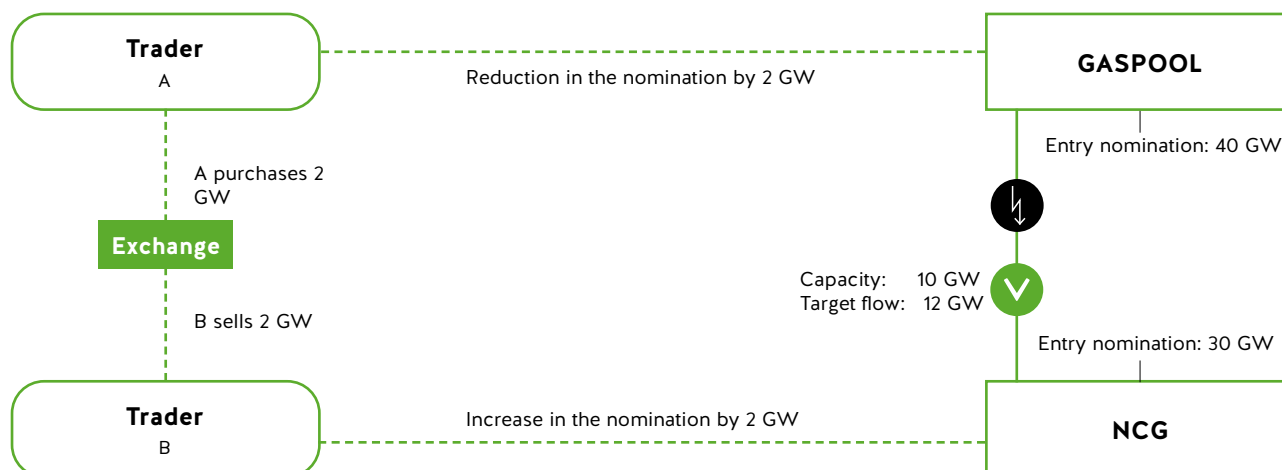 Trader
A
Reduction in the nomination by 2 GW
GASPOOL
Entry nomination: 40 GW
A purchases 2
GW
Exchange
B sells 2 GW
Capacity: 10 GW
Target flow: 12 GW
Entry nomination: 30 GW
Trader
B
Increase in the nomination by 2 GW
NCG